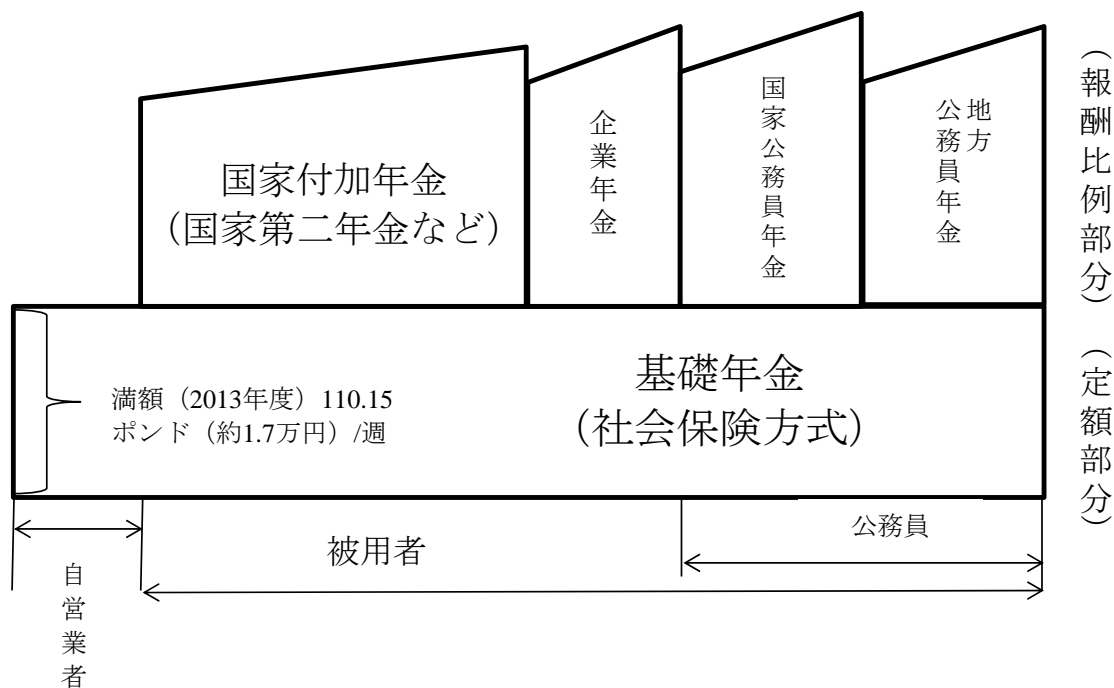 国家付加年金
（国家第二年金など）
企業年金
国家公務員年金
地方
公務員年金
（報酬比例部分）
満額（2013年度）110.15
ポンド（約1.7万円）/週
基礎年金
（社会保険方式）
（定額部分）
自営業者
被用者
公務員